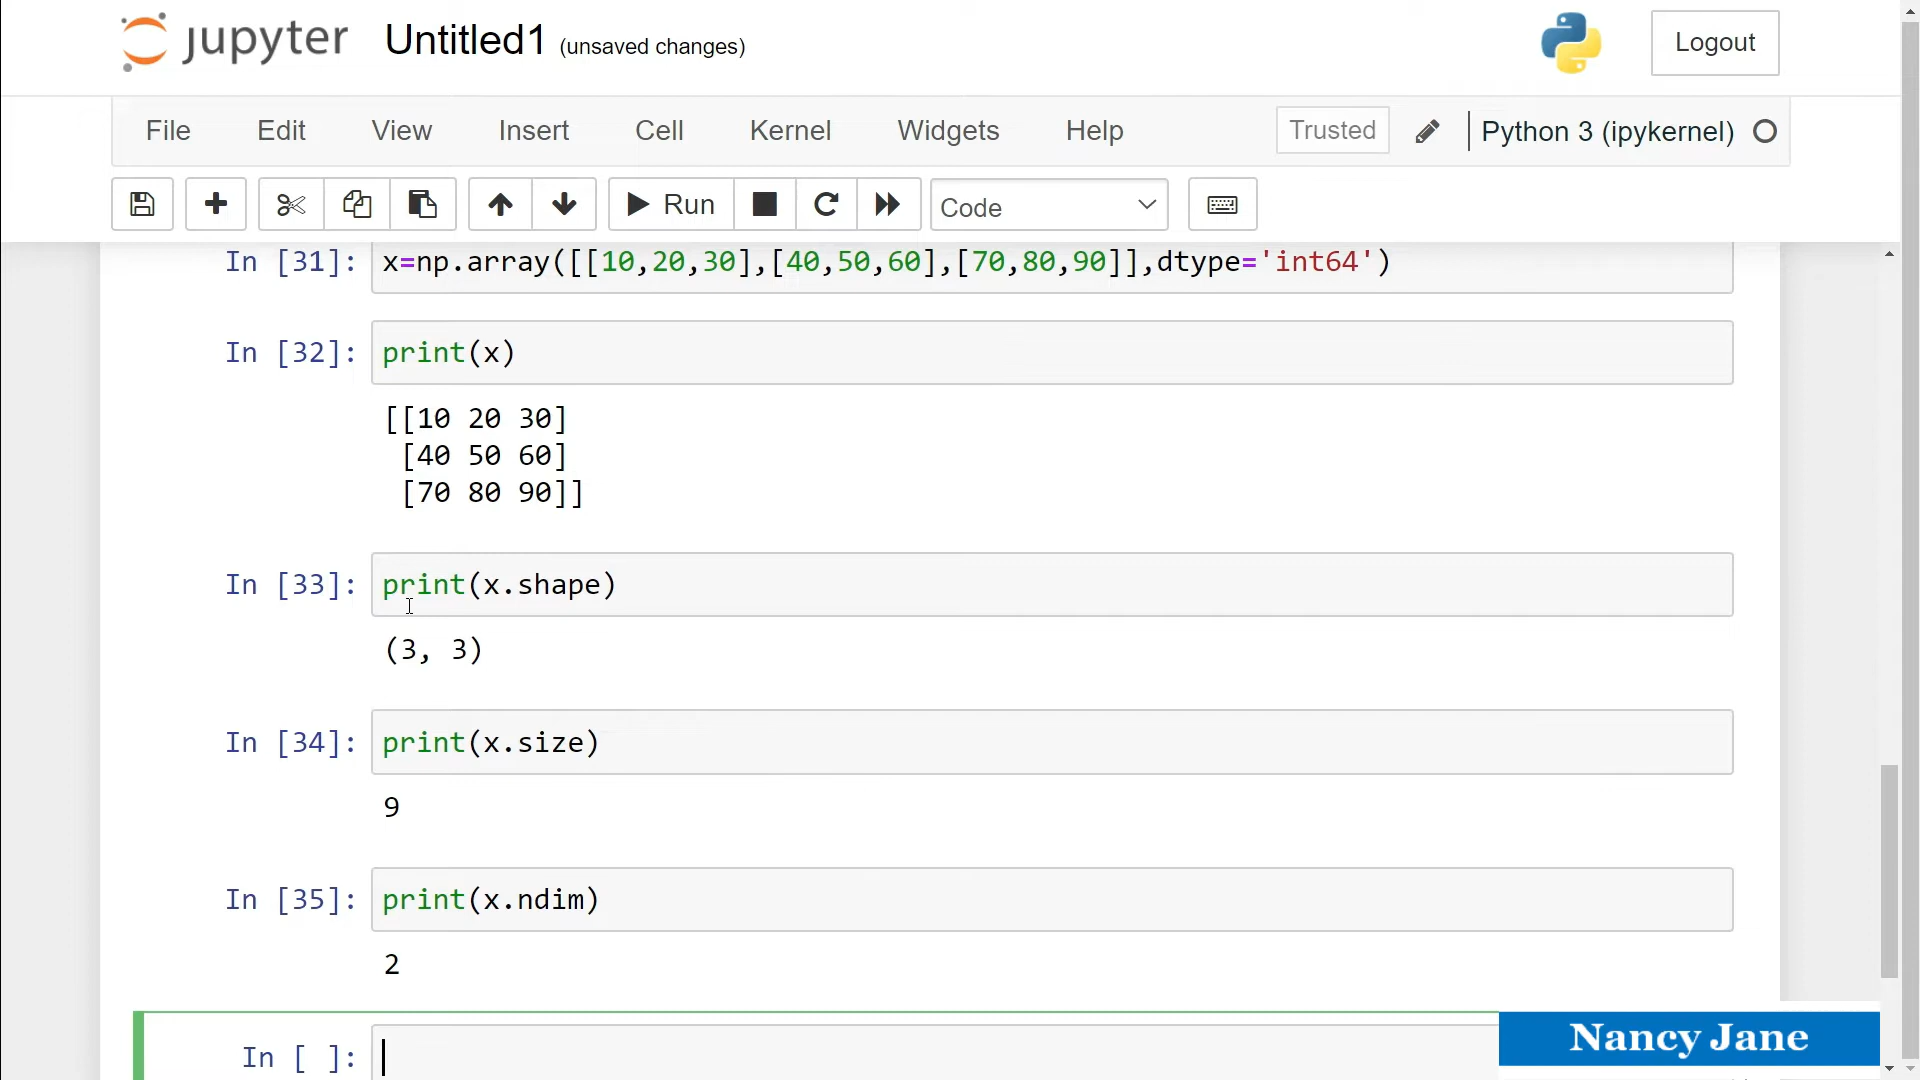 jupyter Untitled1 (unsaved changes) Logout
File Edit View Insert Cell Kernel Widgets Help Trusted Python 3 (ipykernel)
Run Code
In [31]: x=np.array([[10,20,30],[40,50,60],[70,80,90]],dtype='int64')
In [32]: print(x)
[[10 20 30]
[40 50 60]
[70 80 90]]
In [33]: print(x.shape)
(3, 3)
In [34]: print(x.size)
9
In [35]: print(x.ndim)
2
In [ ]:
Nancy Jane